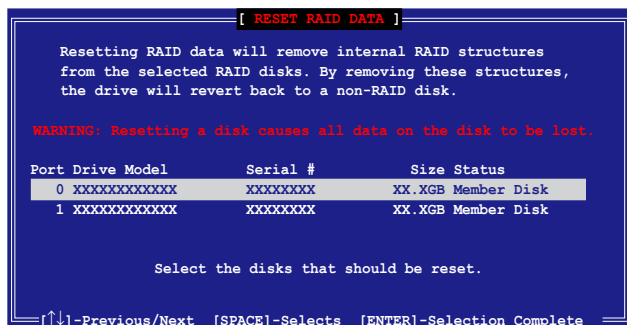 [ RESET RAID DATA ]
Resetting RAID data will remove internal RAID structures
from the selected RAID disks. By removing these structures,
the drive will revert back to a non-RAID disk.
WARNING: Resetting a disk causes all data on the disk to be lost.
Port Drive Model Serial # Size Status
0 XXXXXXXXXXXX XXXXXXXX XX.XGB Member Disk
1 XXXXXXXXXXXX XXXXXXXX XX.XGB Member Disk
Select the disks that should be reset.
[↑↓]-Previous/Next [SPACE]-Selects [ENTER]-Selection Complete